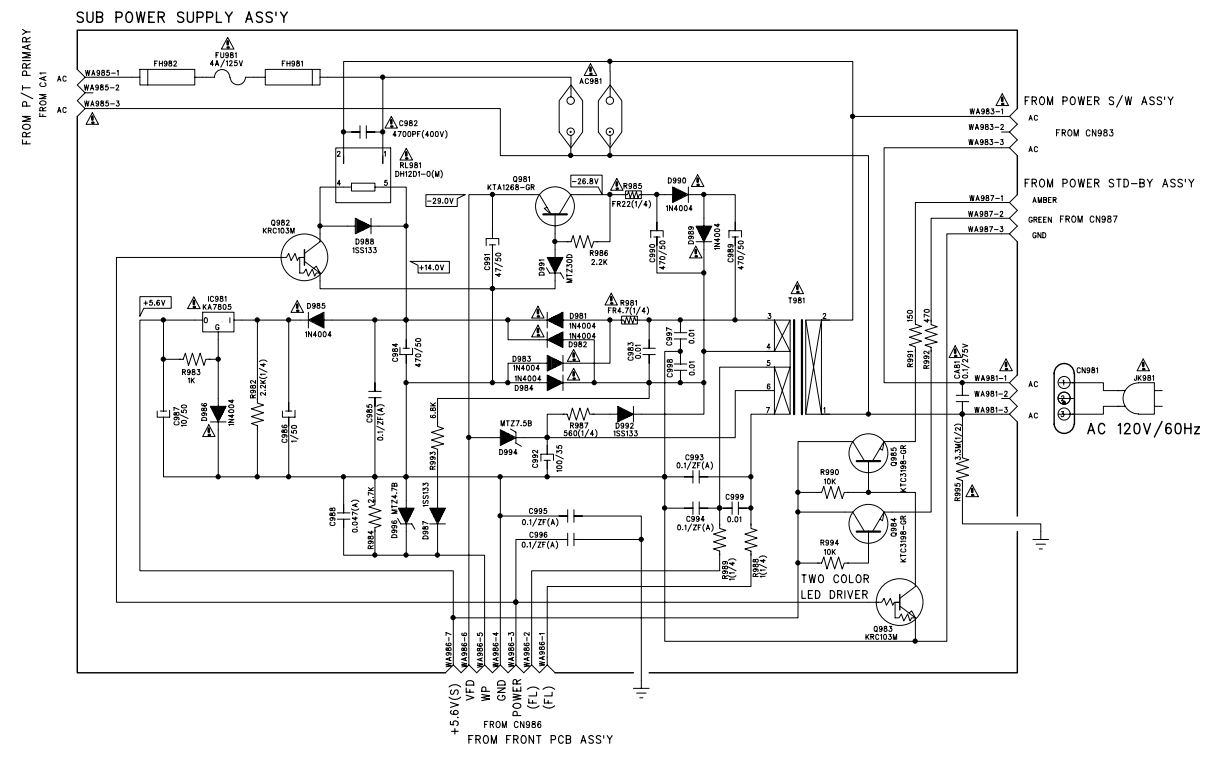 SUB POWER SUPPLY ASS'Y
FROM P/T PRIMARY
FROM CA1
AC
WA985-1
WA985-2
AC
WA985-3
FH982
FU981
4A/125V
FH981
AC981
C982
4700PF(400V)
2
1
RL981
DH12D1-0(M)
4
5
WA983-1
WA983-2
WA983-3
FROM POWER S/W ASS'Y
AC
FROM CN983
AC
FROM POWER STD-BY ASS'Y
WA987-1
AMBER
WA987-2
GREEN FROM CN987
WA987-3
GND
Q982
KRC103M
D988
1SS133
-29.0V
+14.0V
Q981
KTA1268-GR
-26.8V
R985
FR22(1/4)
D990
1N4004
C991
47/50
D991
MTZ30D
R986
2.2K
C990
470/50
D989
1N4004
C989
470/50
+5.6V
IC981
KA7805
O
I
G
D985
1N4004
R983
1K
C987
10/50
D986
1N4004
R982
2.2K(1/4)
C986
1/50
C985
0.1/ZF(A)
C984
470/50
D981
1N4004
1N4004
D982
D983
1N4004
1N4004
D984
R981
FR4.7(1/4)
C983
0.01
C997
0.01
C998
0.01
T981
3
4
5
6
7
2
1
R991
150
R992
470
CA81
0.1/275V
WA981-1
AC
WA981-2
WA981-3
AC
CN981
1
2
3
JK981
AC 120V/60Hz
R993
6.8K
MTZ7.5B
D994
R987
560(1/4)
D992
1SS133
C992
100/35
C993
0.1/ZF(A)
C994
0.1/ZF(A)
C999
0.01
R989
1(1/4)
R988
1(1/4)
C988
0.047(A)
R984
2.7K
D996
MTZ4.7B
D987
1SS133
C995
0.1/ZF(A)
C996
0.1/ZF(A)
Q985
KTC3198-GR
R990
10K
Q984
KTC3198-GR
R994
10K
R995
3.3M(1/2)
TWO COLOR
LED DRIVER
Q983
KRC103M
WA986-7
WA986-6
WA986-5
WA986-4
WA986-3
WA986-2
WA986-1
+5.6V(S)
VFD
WP
GND
POWER
(FL)
(FL)
FROM CN986
FROM FRONT PCB ASS'Y